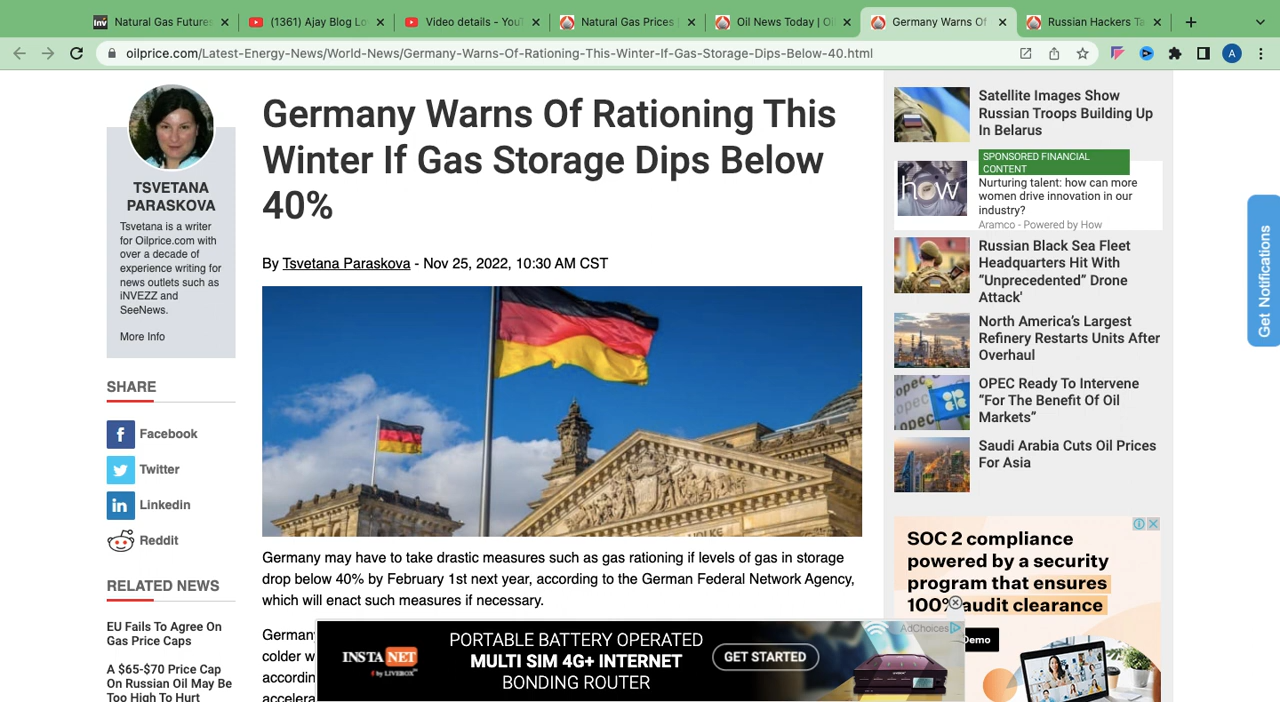 Natural Gas Future
(1361) Ajay Blog Lo
Video details - You
Natural Gas Prices
Oil News Today | Oi
Germany Warns Of
Russian Hackers Ta
oilprice.com/Latest-Energy-News/World-News/Germany-Warns-Of-Rationing-This-Winter-If-Gas-Storage-Dips-Below-40.html
A
TSVETANA
PARASKOVA
Tsvetana is a writer
for Oilprice.com with
over a decade of
experience writing for
news outlets such as
iNVEZZ and
SeeNews.
More Info
SHARE
Facebook
Twitter
Linkedin
Reddit
RELATED NEWS
EU Fails To Agree On
Gas Price Caps
A $65-$70 Price Cap
On Russian Oil May Be
Too High To Hurt
Germany Warns Of Rationing This
Winter If Gas Storage Dips Below
40%
By Tsvetana Paraskova - Nov 25, 2022, 10:30 AM CST
Germany may have to take drastic measures such as gas rationing if levels of gas in storage
drop below 40% by February 1st next year, according to the German Federal Network Agency,
which will enact such measures if necessary.
German
colder w
accordin
accelera
INSTANET
by LIVEBOX
PORTABLE BATTERY OPERATED
MULTI SIM 4G+ INTERNET
BONDING ROUTER
GET STARTED
AdChoices
Satellite Images Show
Russian Troops Building Up
In Belarus
how
SPONSORED FINANCIAL
CONTENT
Nurturing talent: how can more
women drive innovation in our
industry?
Aramco - Powered by How
Russian Black Sea Fleet
Headquarters Hit With
“Unprecedented” Drone
Attack'
North America’s Largest
Refinery Restarts Units After
Overhaul
OPEC Ready To Intervene
“For The Benefit Of Oil
Markets”
Saudi Arabia Cuts Oil Prices
For Asia
SOC 2 compliance
powered by a security
program that ensures
100% audit clearance
Demo
Get Notifications